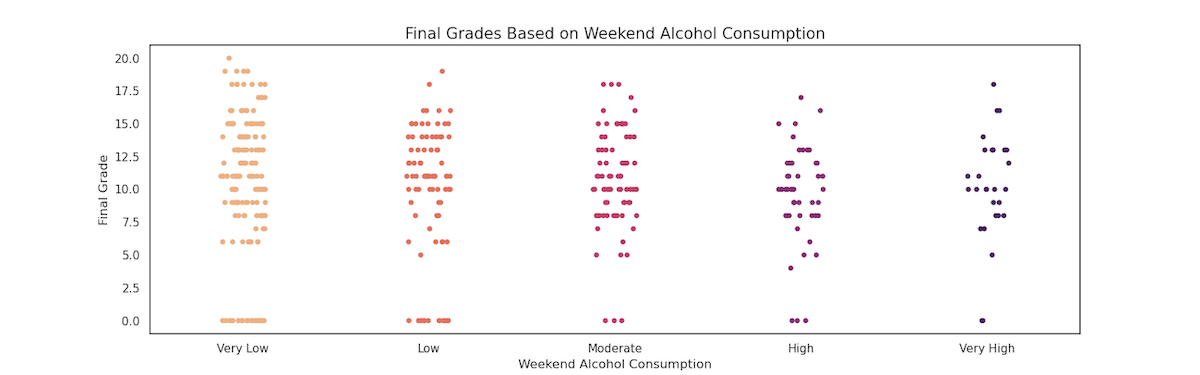 Final Grades Based on Weekend Alcohol Consumption
20.0
17.5
15.0
12.5
10.0
7.5
5.0
2.5
0.0
Final Grade
Very Low Low Moderate High Very High
Weekend Alcohol Consumption